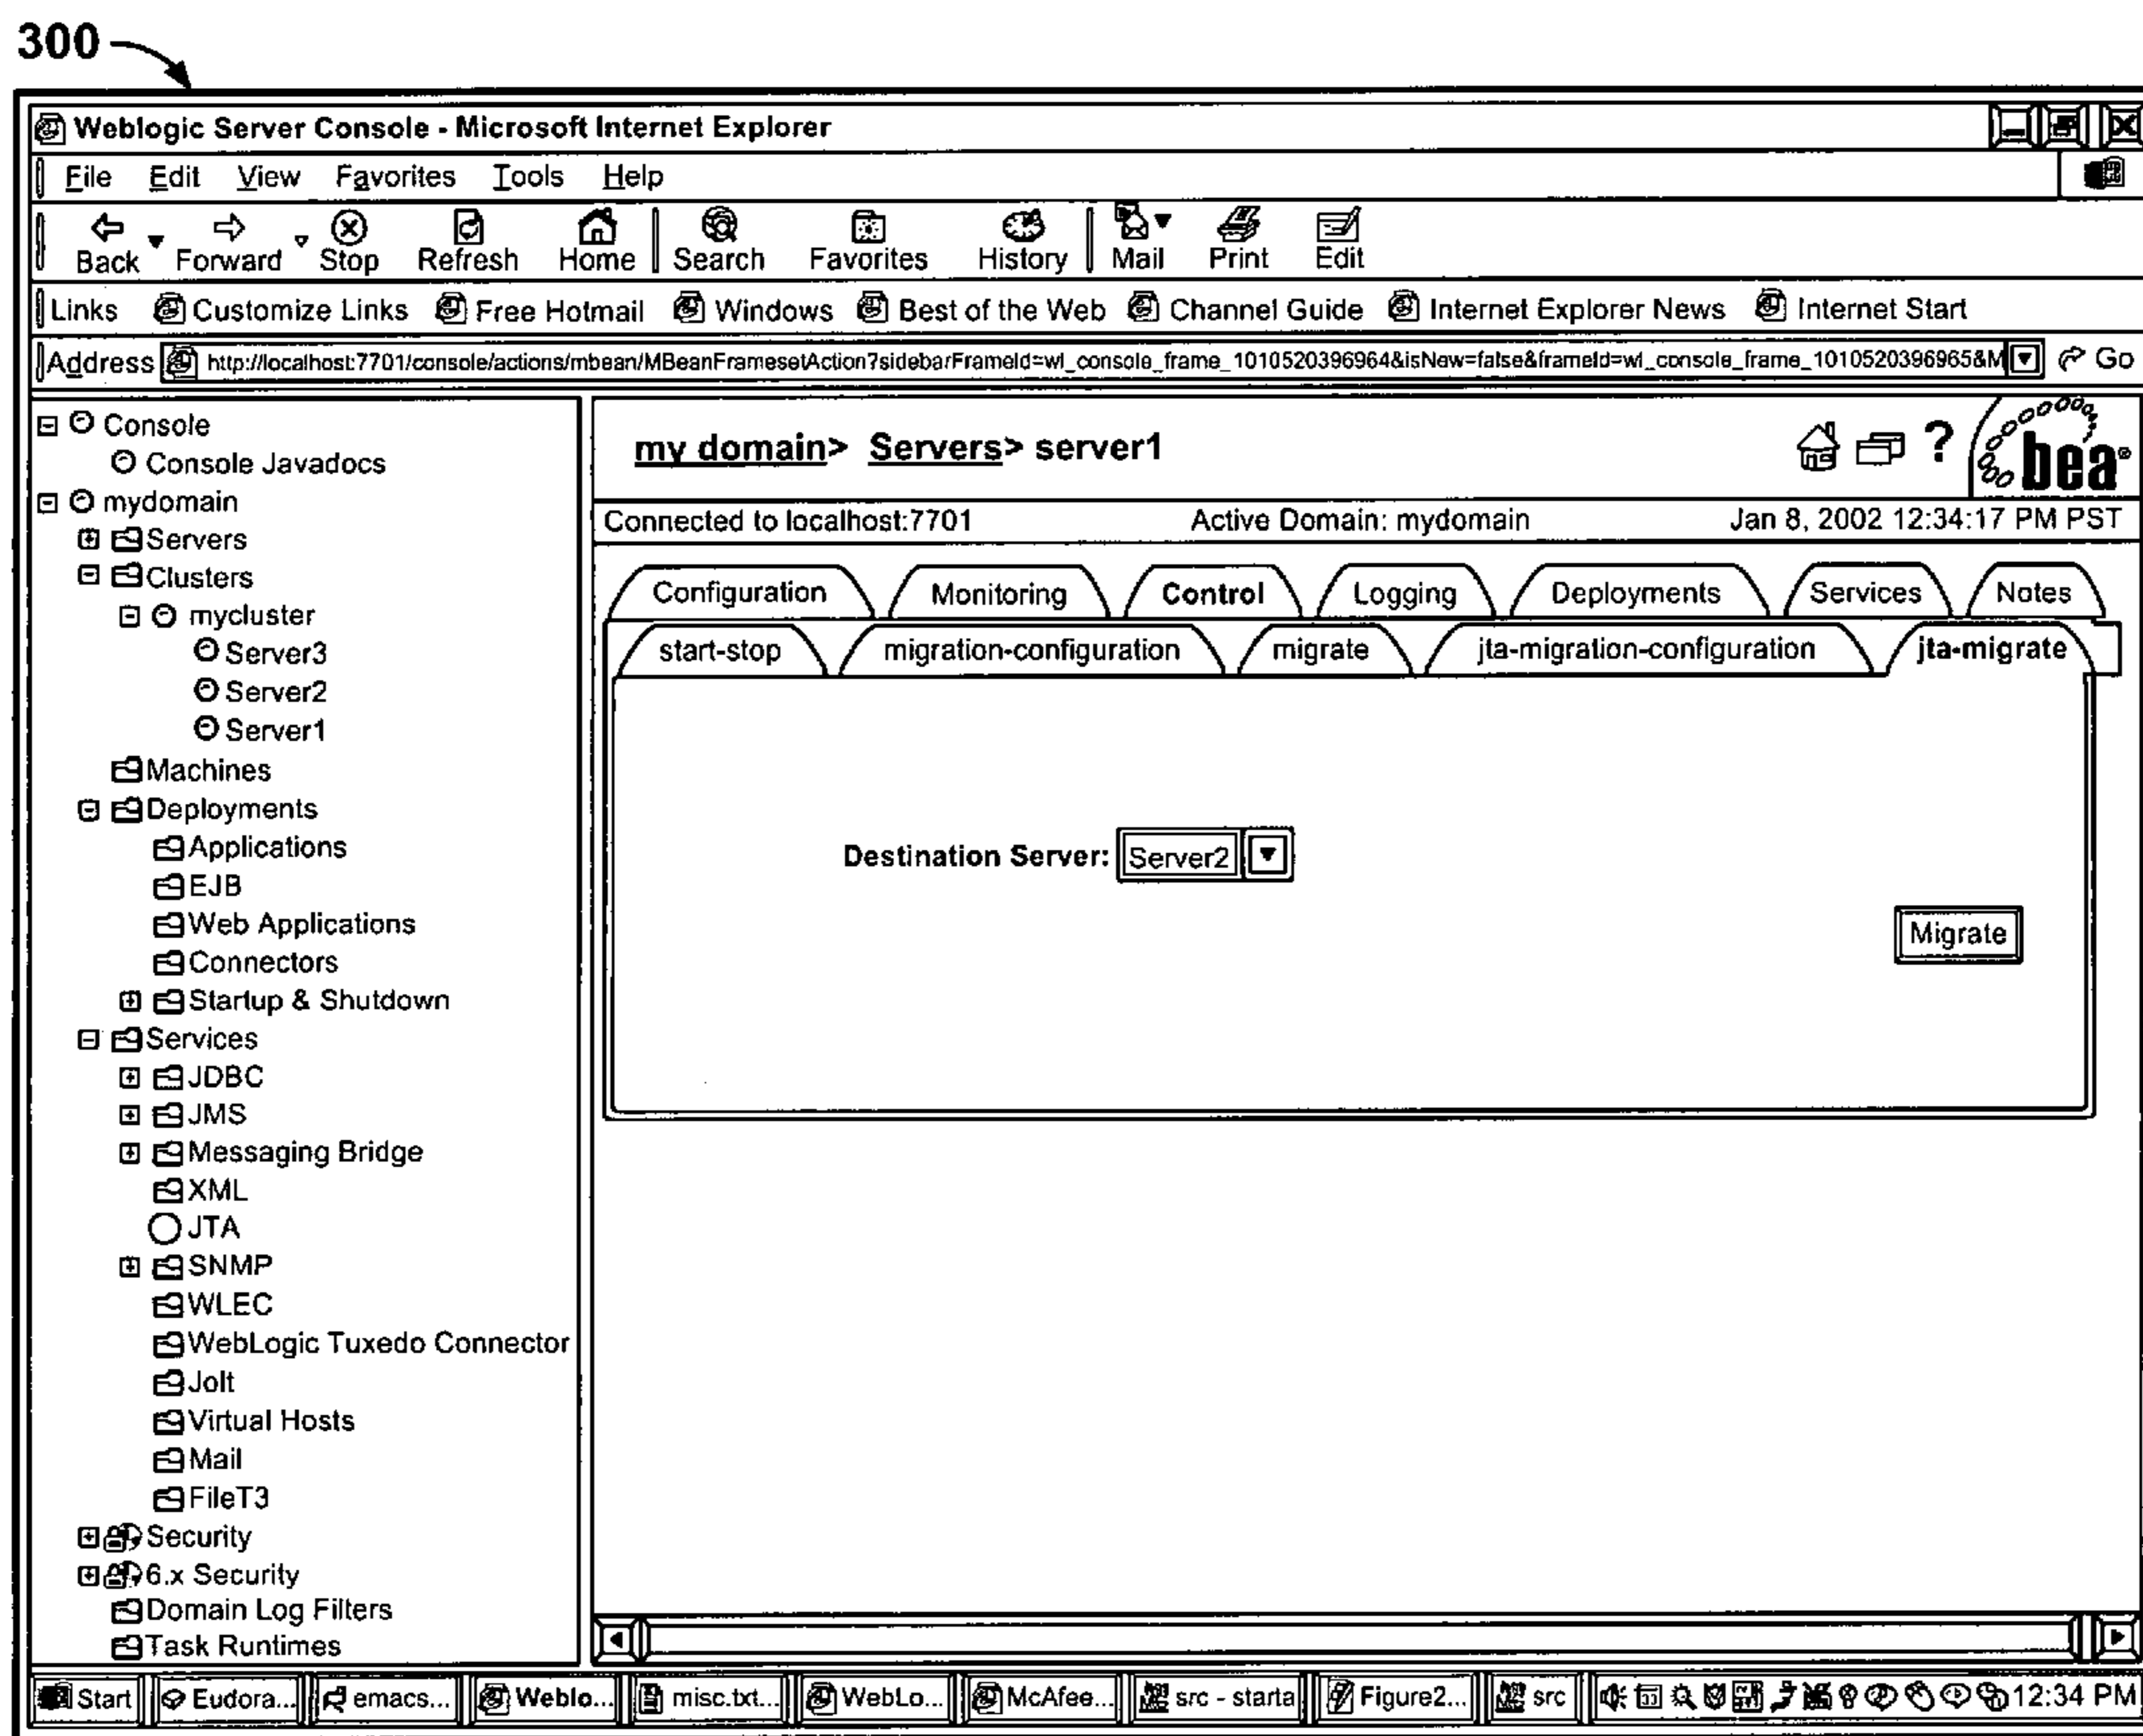 300
Weblogic Server Console - Microsoft Internet Explorer
File Edit View Favorites Tools Help
Back Forward Stop Refresh Home Search Favorites History Mail Print Edit
Links Customize Links Free Hotmail Windows Best of the Web Channel Guide Internet Explorer News Internet Start
Address http://localhost:7701/console/actions/mbean/MBeanFramesetAction?sidebarFrameId=wl_console_frame_1010520396964&isNew=false&frameId=wl_console_frame_1010520396965&M Go
Console
Console Javadocs
mydomain
Servers
Clusters
mycluster
Server3
Server2
Server1
Machines
Deployments
Applications
EJB
Web Applications
Connectors
Startup & Shutdown
Services
JDBC
JMS
Messaging Bridge
XML
JTA
SNMP
WLEC
WebLogic Tuxedo Connector
Jolt
Virtual Hosts
Mail
FileT3
Security
6.x Security
Domain Log Filters
Task Runtimes
my domain> Servers> server1
? bea®
Connected to localhost:7701 Active Domain: mydomain Jan 8, 2002 12:34:17 PM PST
Configuration Monitoring Control Logging Deployments Services Notes
start-stop migration-configuration migrate jta-migration-configuration jta-migrate
Destination Server: Server2
Migrate
Start Eudora... emacs... Weblo... misc.txt... WebLo... McAfee... src - starta Figure2... src 12:34 PM